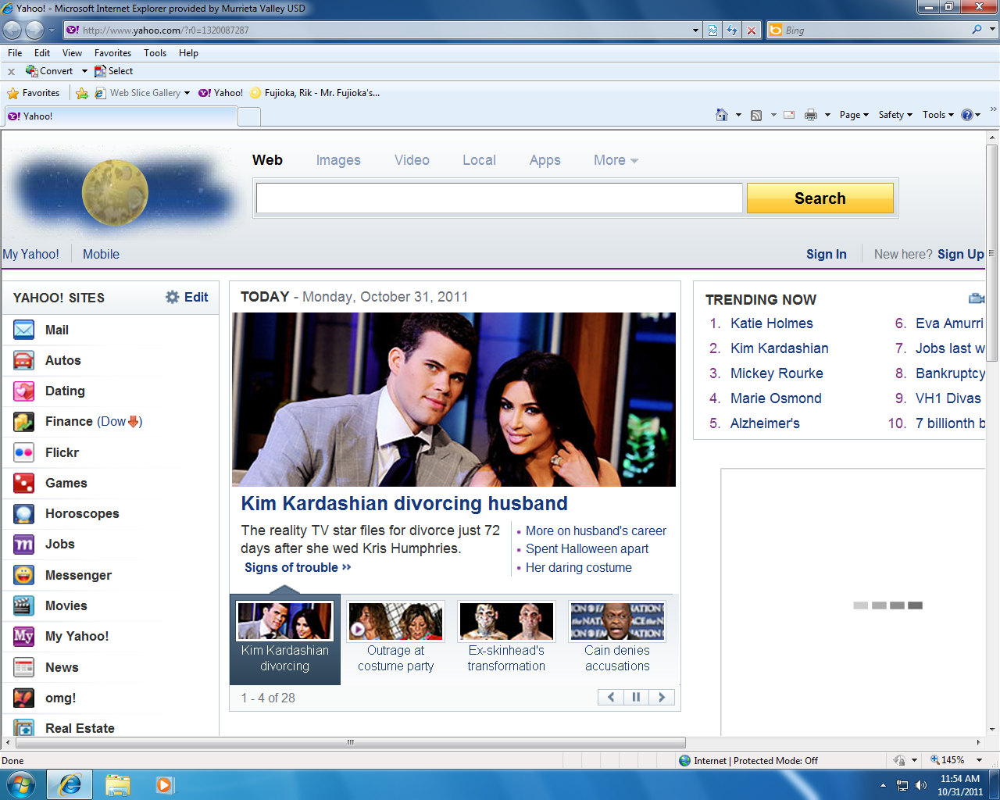 Yahoo! - Microsoft Internet Explorer provided by Murrieta Valley USD
http://www.yahoo.com/?r0=1320087287
Bing
File Edit View Favorites Tools Help
x Convert Select
Favorites Web Slice Gallery Yahoo! Fujioka, Rik - Mr. Fujioka's...
Yahoo!
Page Safety Tools
Web Images Video Local Apps More
Search
My Yahoo! Mobile
Sign In New here? Sign Up
YAHOO! SITES Edit
Mail
Autos
Dating
Finance (Dow)
Flickr
Games
Horoscopes
Jobs
Messenger
Movies
My Yahoo!
News
omg!
Real Estate
TODAY - Monday, October 31, 2011
Kim Kardashian divorcing husband
The reality TV star files for divorce just 72
days after she wed Kris Humphries.
Signs of trouble »
More on husband's career
Spent Halloween apart
Her daring costume
Kim Kardashian
divorcing
Outrage at
costume party
Ex-skinhead's
transformation
Cain denies
accusations
1 - 4 of 28
TRENDING NOW
1. Katie Holmes
2. Kim Kardashian
3. Mickey Rourke
4. Marie Osmond
5. Alzheimer's
6. Eva Amurri
7. Jobs last w
8. Bankruptcy
9. VH1 Divas
10. 7 billionth b
Done
Internet | Protected Mode: Off
145%
11:54 AM
10/31/2011